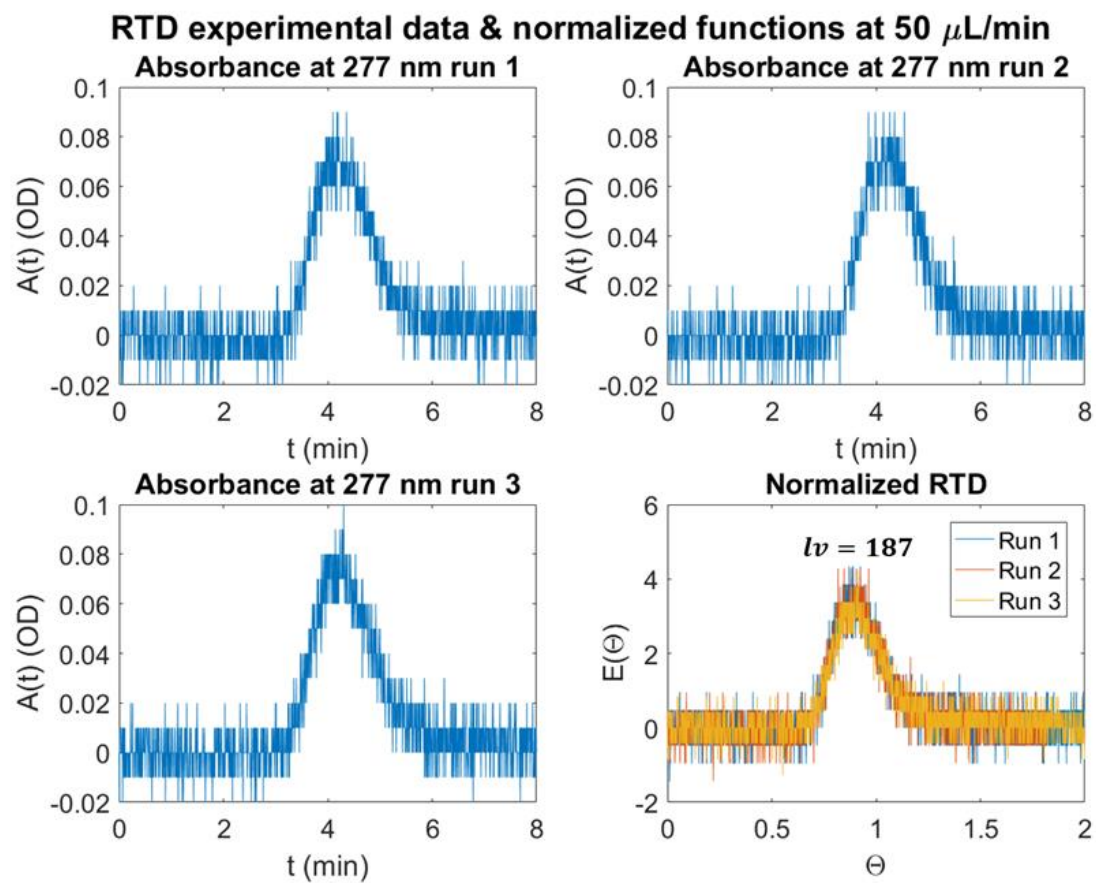 RTD experimental data & normalized functions at 50 μL/min
Absorbance at 277 nm run 1
0.1
0.08
0.06
0.04
0.02
0
-0.02
A(t) (OD)
0 2 4 6 8
t (min)
Absorbance at 277 nm run 2
0.1
0.08
0.06
0.04
0.02
0
-0.02
A(t) (OD)
0 2 4 6 8
t (min)
Absorbance at 277 nm run 3
0.1
0.08
0.06
0.04
0.02
0
-0.02
A(t) (OD)
0 2 4 6 8
t (min)
Normalized RTD
6
4
2
0
-2
E(Θ)
lv = 187
Run 1
Run 2
Run 3
0 0.5 1 1.5 2
Θ